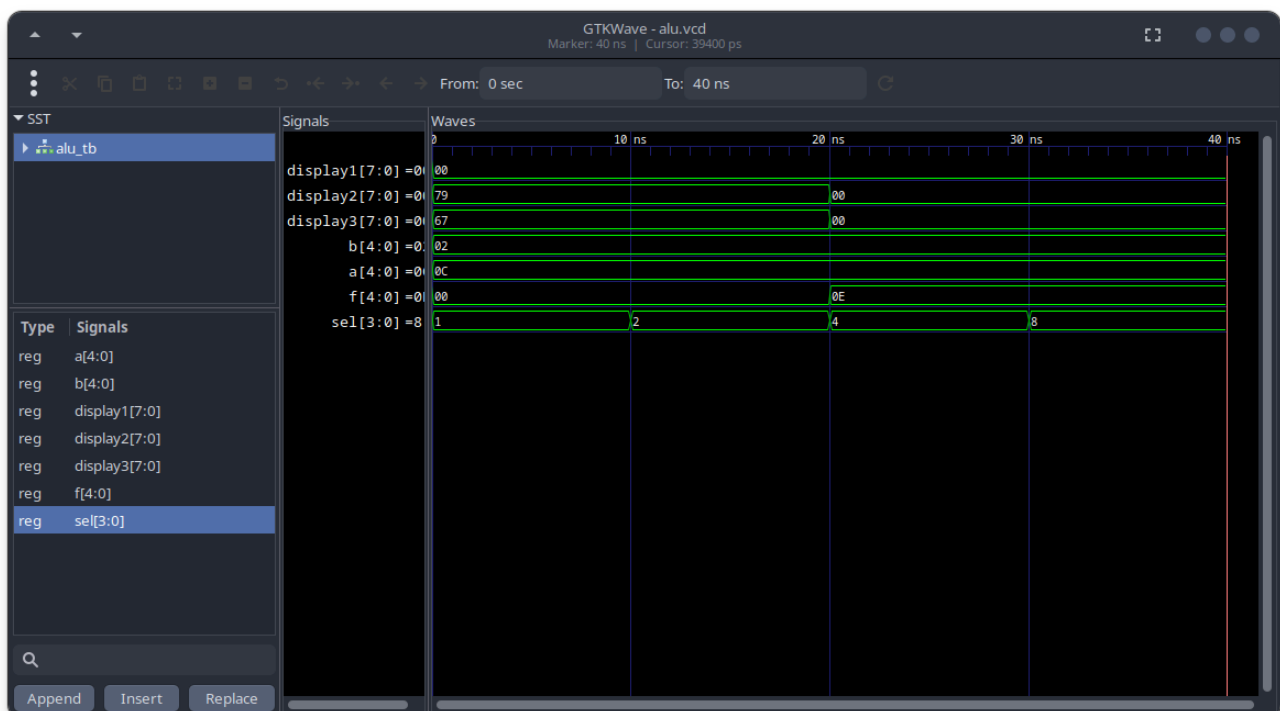 GTKWave - alu.vcd
Marker: 40 ns | Cursor: 39400 ps
From: 0 sec To: 40 ns
SST
alu_tb
Type Signals
reg a[4:0]
reg b[4:0]
reg display1[7:0]
reg display2[7:0]
reg display3[7:0]
reg f[4:0]
reg sel[3:0]
Append Insert Replace
Signals
Waves
0 10 ns 20 ns 30 ns 40 ns
display1[7:0] =0 00
display2[7:0] =0 79 00
display3[7:0] =0 67 00
b[4:0] =0 02
a[4:0] =0 0C
f[4:0] =0 00 0E
sel[3:0] =8 1 2 4 8